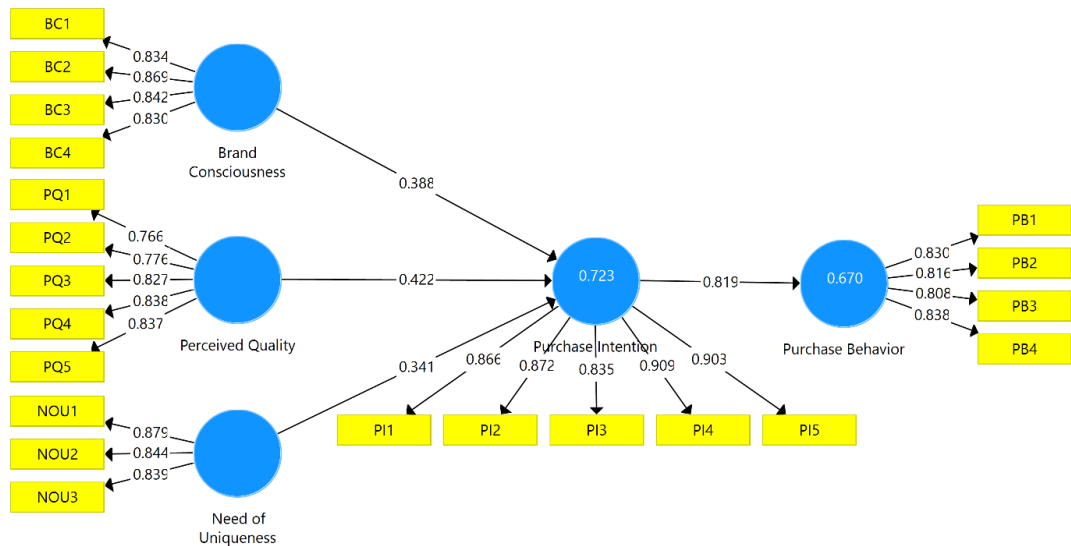 BC1
0.834
BC2
0.869
BC3
0.842
0.830
BC4
Brand
Consciousness
0.388
PQ1
0.766
PQ2
0.776
PQ3
0.827
PQ4
0.838
0.837
PQ5
Perceived Quality
0.422
NOU1
0.879
NOU2
0.844
NOU3
0.839
Need of
Uniqueness
0.341
0.723
Purchase Intention
0.866
0.872
0.835
0.909
0.903
PI1
PI2
PI3
PI4
PI5
0.819
0.670
Purchase Behavior
0.830
PB1
0.816
PB2
0.808
PB3
0.838
PB4